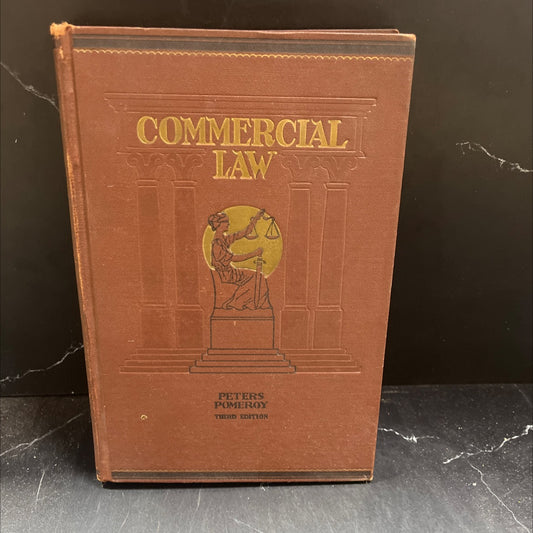 COMMERCIAL
LAW
PETERS
POMEROY
THIRD EDITION